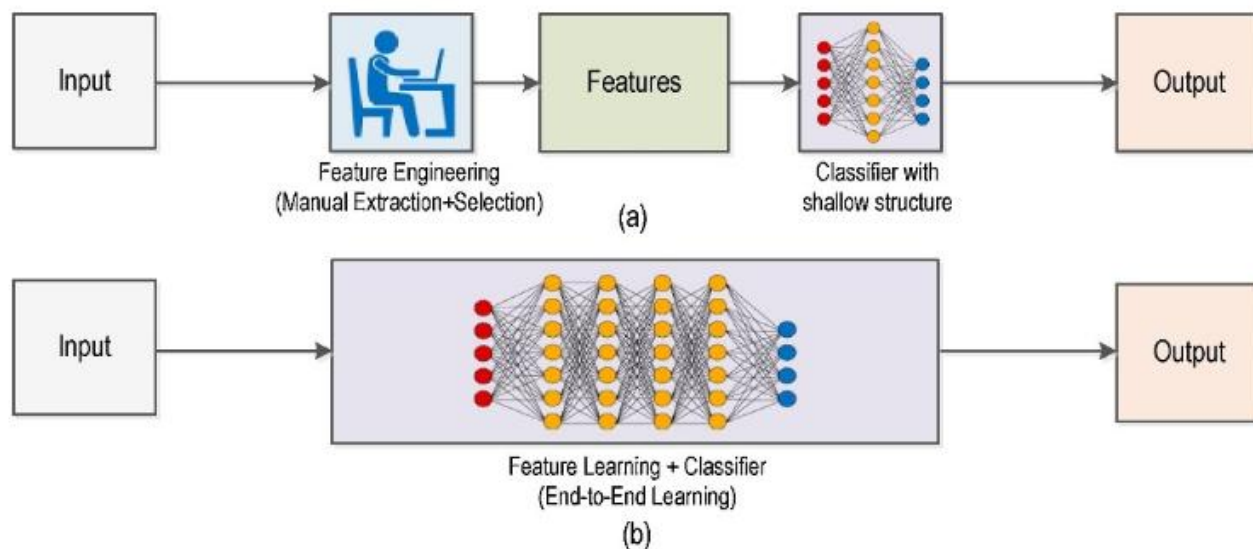 Input
Features
Output
Feature Engineering
(Manual Extraction+Selection)
Classifier with
shallow structure
(a)
Input
Output
Feature Learning + Classifier
(End-to-End Learning)
(b)